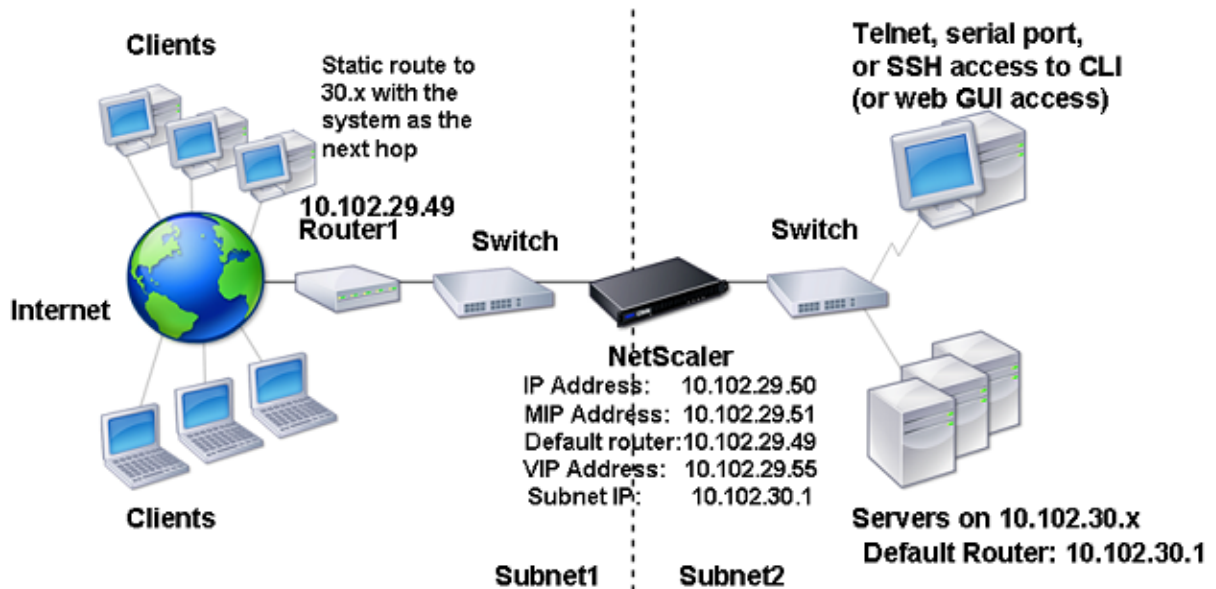 Clients
Static route to
30.x with the
system as the
next hop
Telnet, serial port,
or SSH access to CLI
(or web GUI access)
10.102.29.49
Router1
Switch
Switch
Internet
NetScaler
IP Address: 10.102.29.50
MIP Address: 10.102.29.51
Default router:10.102.29.49
VIP Address: 10.102.29.55
Subnet IP: 10.102.30.1
Clients
Servers on 10.102.30.x
Default Router: 10.102.30.1
Subnet1
Subnet2